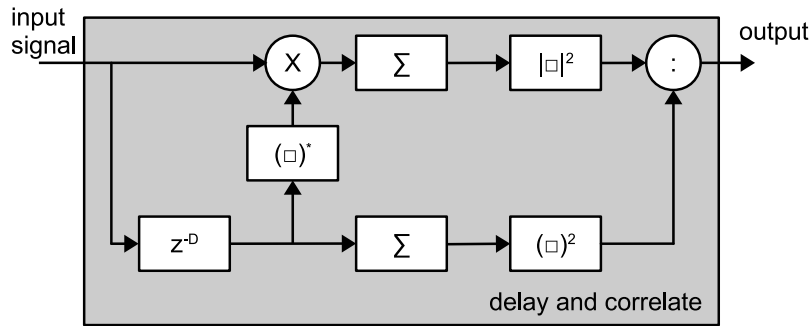 input
signal
output
X
Σ
|□|²
:
(□)*
z⁻ᴰ
Σ
(□)²
delay and correlate